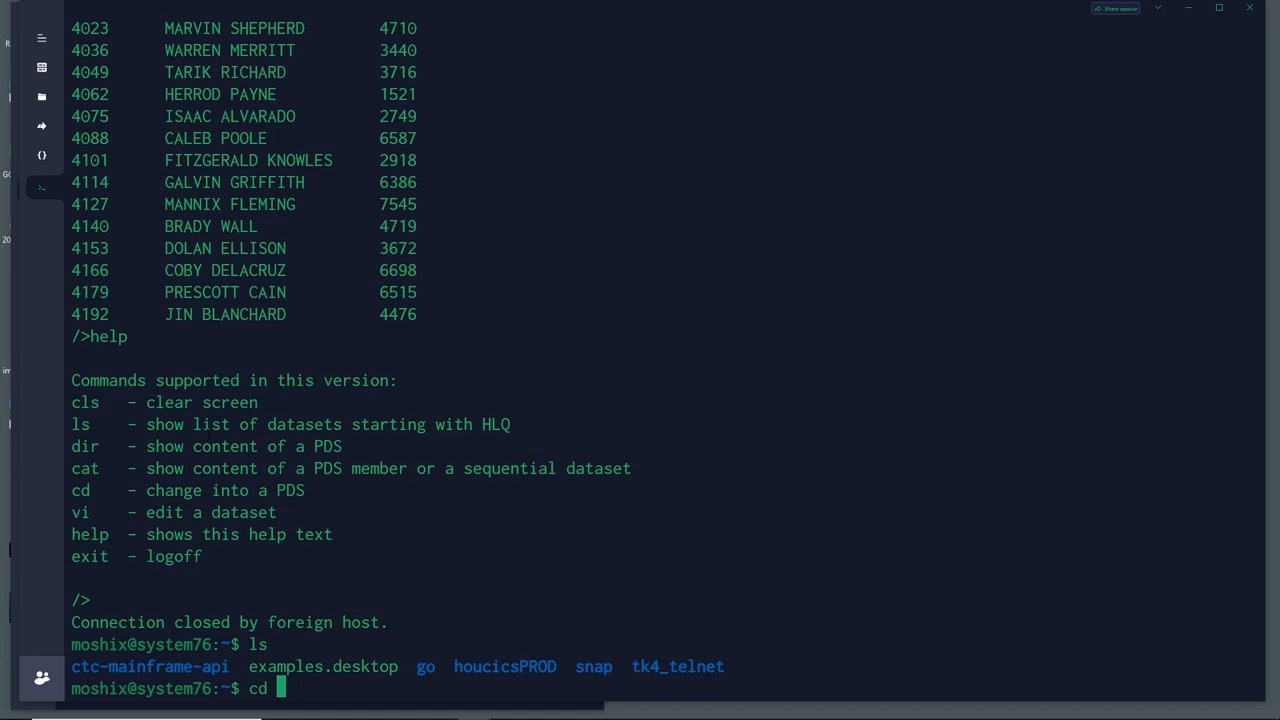 Share session
4023 MARVIN SHEPHERD 4710
4036 WARREN MERRITT 3440
4049 TARIK RICHARD 3716
4062 HERROD PAYNE 1521
4075 ISAAC ALVARADO 2749
4088 CALEB POOLE 6587
4101 FITZGERALD KNOWLES 2918
4114 GALVIN GRIFFITH 6386
4127 MANNIX FLEMING 7545
4140 BRADY WALL 4719
4153 DOLAN ELLISON 3672
4166 COBY DELACRUZ 6698
4179 PRESCOTT CAIN 6515
4192 JIN BLANCHARD 4476
/>help
Commands supported in this version:
cls – clear screen
ls – show list of datasets starting with HLQ
dir – show content of a PDS
cat – show content of a PDS member or a sequential dataset
cd – change into a PDS
vi – edit a dataset
help – shows this help text
exit – logoff
/>
Connection closed by foreign host.
moshix@system76:~$ ls
ctc-mainframe-api examples.desktop go houcicsPROD snap tk4_telnet
moshix@system76:~$ cd